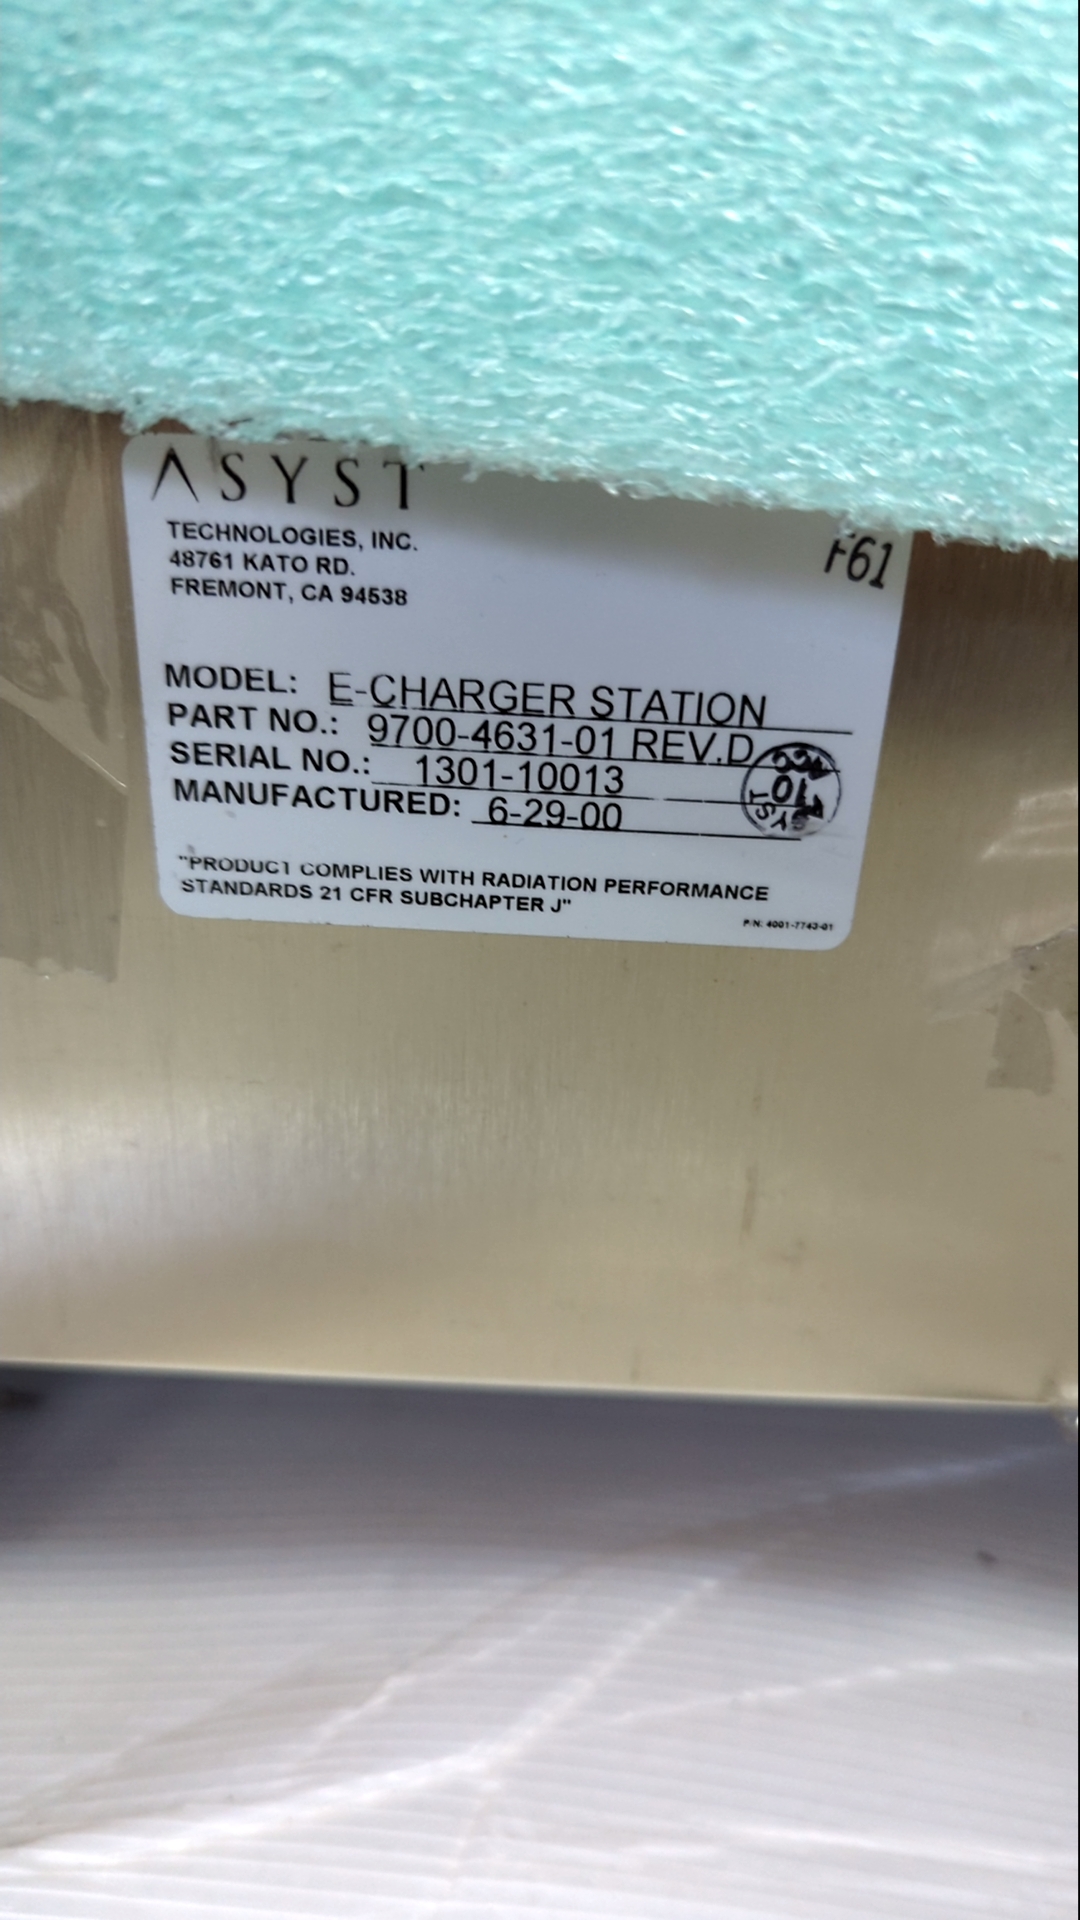 ASYST
TECHNOLOGIES, INC.
48761 KATO RD.
FREMONT, CA 94538
F61
MODEL: E-CHARGER STATION
PART NO.: 9700-4631-01 REV.D
SERIAL NO.: 1301-10013
MANUFACTURED: 6-29-00
"PRODUCT COMPLIES WITH RADIATION PERFORMANCE
STANDARDS 21 CFR SUBCHAPTER J"
P/N: 4001-7743-01